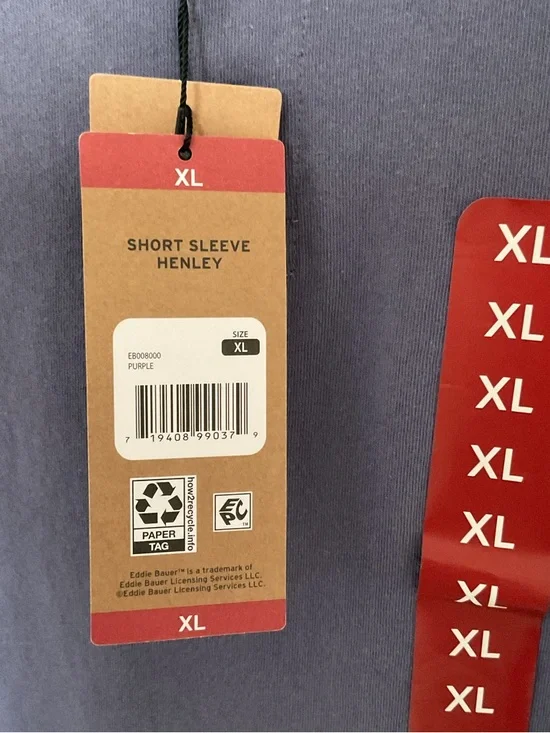 XL
SHORT SLEEVE
HENLEY
SIZE
XL
EB008000
PURPLE
7 19408 99037 9
how2recycle.info
PAPER
TAG
EPC™
Eddie Bauer™ is a trademark of
Eddie Bauer Licensing Services LLC.
©Eddie Bauer Licensing Services LLC.
XL
XL
XL
XL
XL
XL
XL
XL
XL